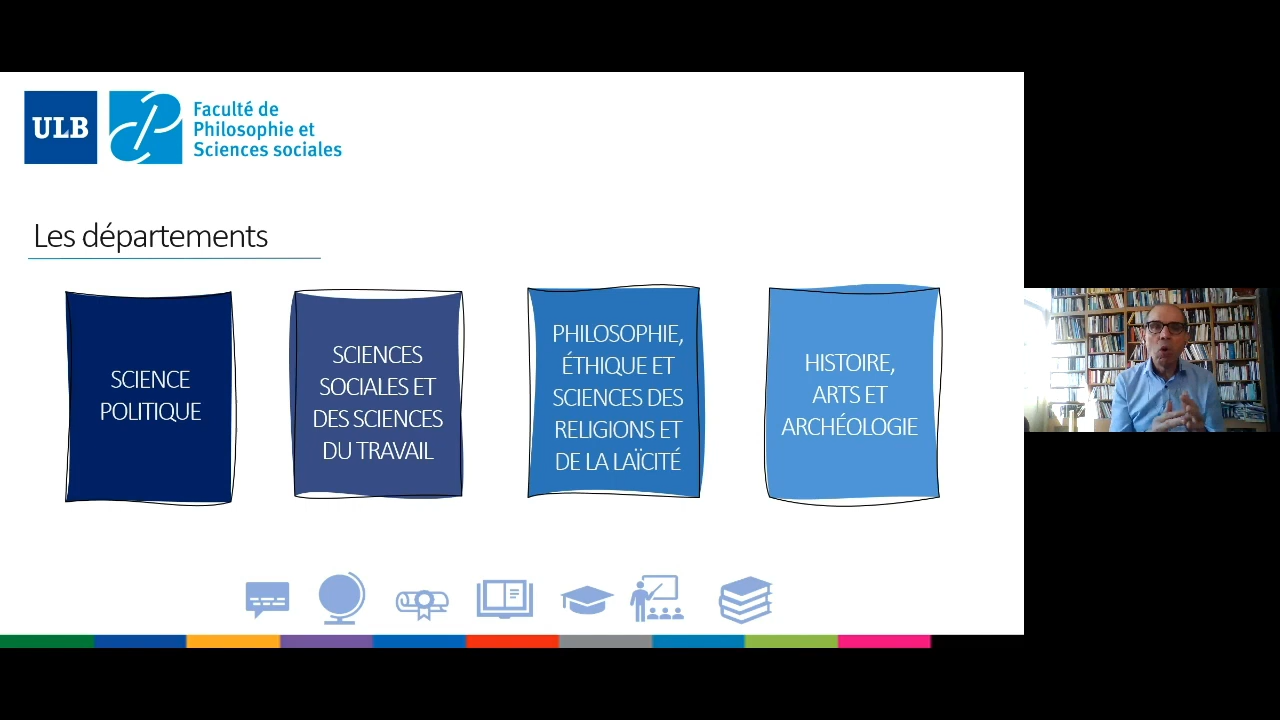 ULB
Faculté de
Philosophie et
Sciences sociales
Les départements
SCIENCE
POLITIQUE
SCIENCES
SOCIALES ET
DES SCIENCES
DU TRAVAIL
PHILOSOPHIE,
ÉTHIQUE ET
SCIENCES DES
RELIGIONS ET
DE LA LAÏCITÉ
HISTOIRE,
ARTS ET
ARCHÉOLOGIE